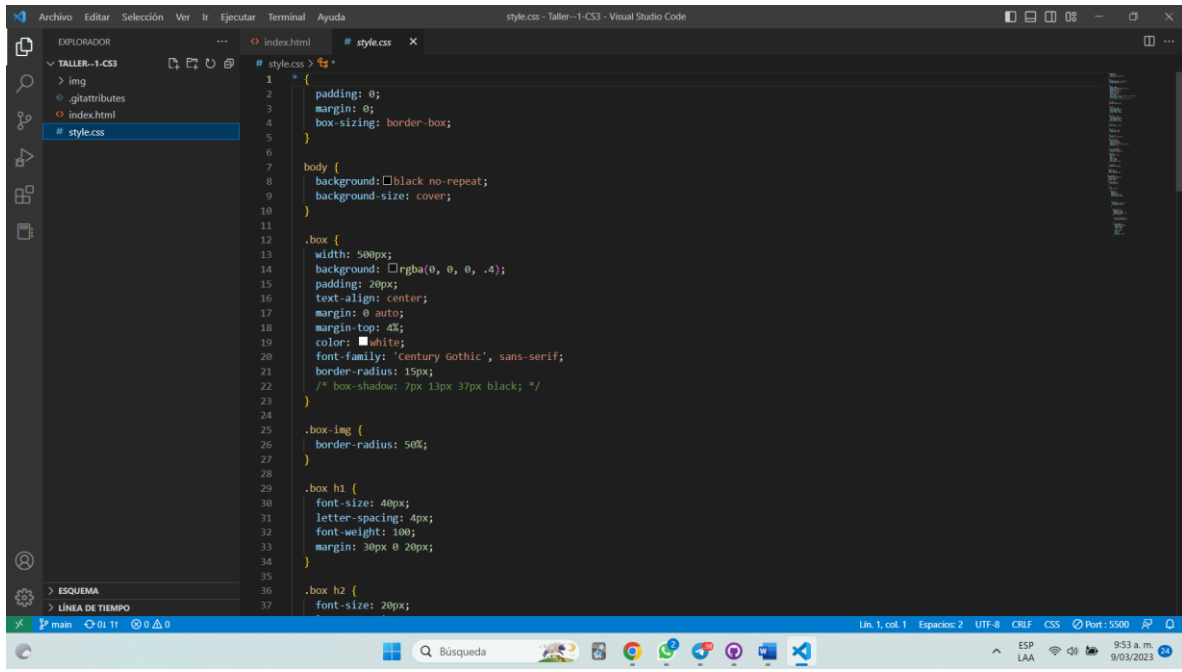 Archivo Editar Selección Ver Ir Ejecutar Terminal Ayuda
style.css - Taller--1-CS3 - Visual Studio Code
EXPLORADOR
TALLER--1-CS3
> img
.gitattributes
<> index.html
# style.css
ESQUEMA
LÍNEA DE TIEMPO
<> index.html
# style.css
# style.css > *
1 * {
2 padding: 0;
3 margin: 0;
4 box-sizing: border-box;
5 }
6
7 body {
8 background: black no-repeat;
9 background-size: cover;
10 }
11
12 .box {
13 width: 500px;
14 background: rgba(0, 0, 0, .4);
15 padding: 20px;
16 text-align: center;
17 margin: 0 auto;
18 margin-top: 4%;
19 color: white;
20 font-family: 'Century Gothic', sans-serif;
21 border-radius: 15px;
22 /* box-shadow: 7px 13px 37px black; */
23 }
24
25 .box-img {
26 border-radius: 50%;
27 }
28
29 .box h1 {
30 font-size: 40px;
31 letter-spacing: 4px;
32 font-weight: 100;
33 margin: 30px 0 20px;
34 }
35
36 .box h2 {
37 font-size: 20px;
main 0↓ 1↑ 0 0 Lín. 1, col. 1 Espacios: 2 UTF-8 CRLF CSS Port : 5500
Búsqueda
ESP
LAA
9:53 a. m.
9/03/2023
24